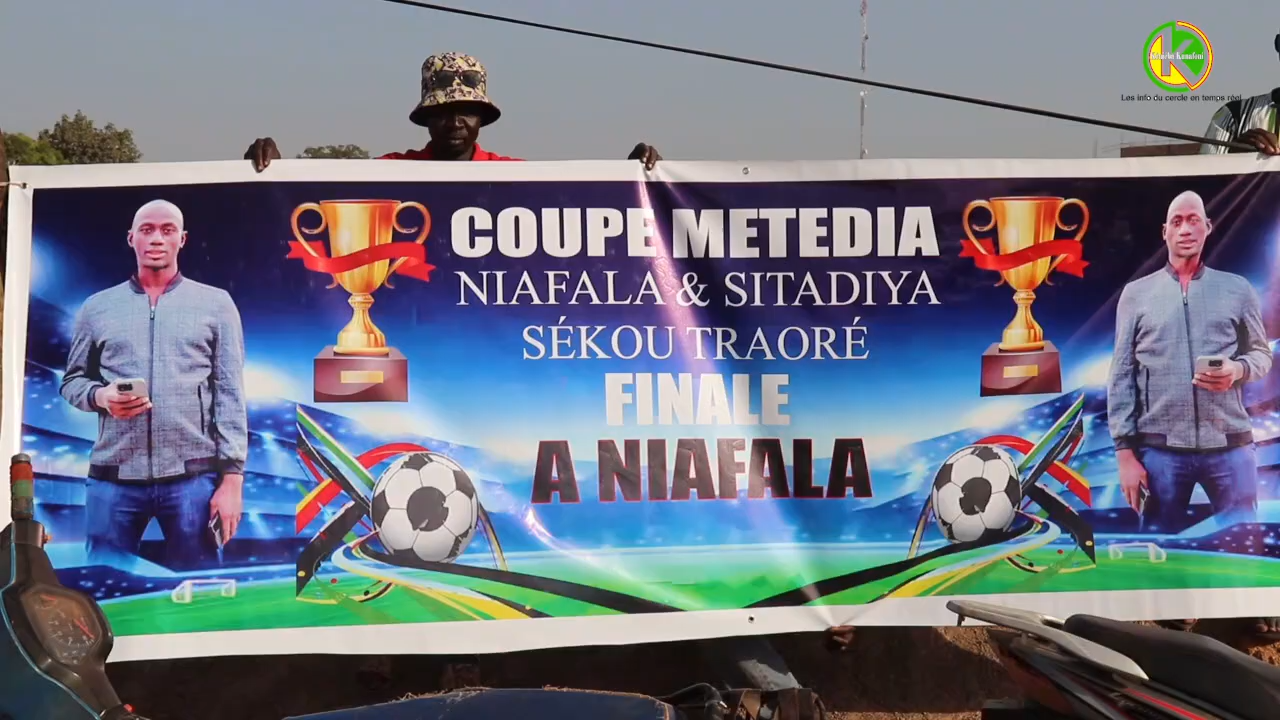 Les info du cercle en temps réel
COUPE METEDIA
NIAFALA & SITADIYA
SÉKOU TRAORÉ
FINALE
A NIAFALA